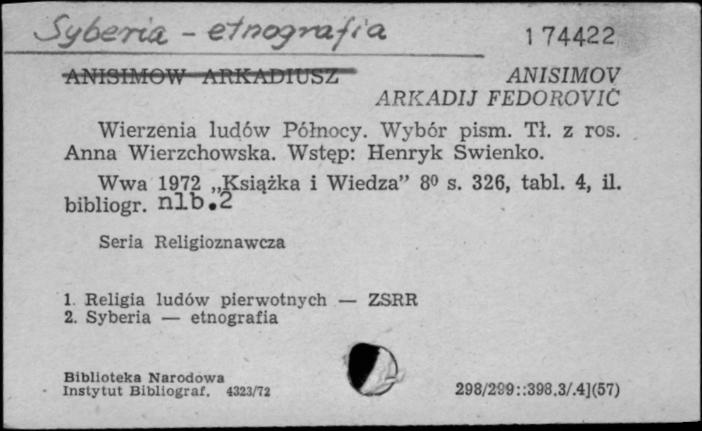 Syberia - etnografia
174422
ANISIMOW ARKADIUSZ
ANISIMOV
ARKADIJ FEDOROVIČ
Wierzenia ludów Północy. Wybór pism. Tł. z ros.
Anna Wierzchowska. Wstęp: Henryk Swienko.
Wwa 1972 „Książka i Wiedza” 8⁰ s. 326, tabl. 4, il.
bibliogr. nlb.2
Seria Religioznawcza
1. Religia ludów pierwotnych — ZSRR
2. Syberia — etnografia
Biblioteka Narodowa
Instytut Bibliograf. 4323/72
298/299::398.3/.4](57)